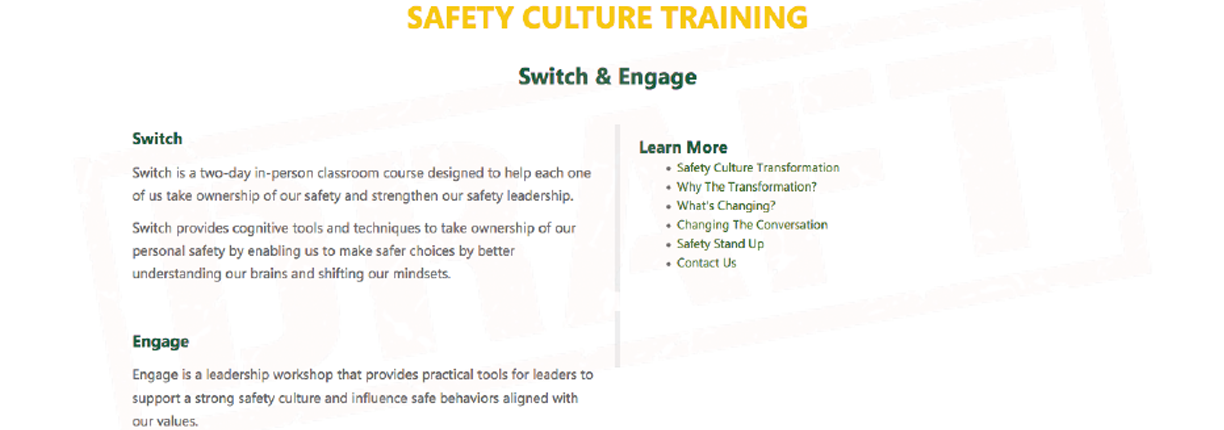 SAFETY CULTURE TRAINING
Switch & Engage
Switch
Switch is a two-day in-person classroom course designed to help each one
of us take ownership of our safety and strengthen our safety leadership.
Switch provides cognitive tools and techniques to take ownership of our
personal safety by enabling us to make safer choices by better
understanding our brains and shifting our mindsets.
Engage
Engage is a leadership workshop that provides practical tools for leaders to
support a strong safety culture and influence safe behaviors aligned with
our values.
Learn More
Safety Culture Transformation
Why The Transformation?
What's Changing?
Changing The Conversation
Safety Stand Up
Contact Us
DRAFT